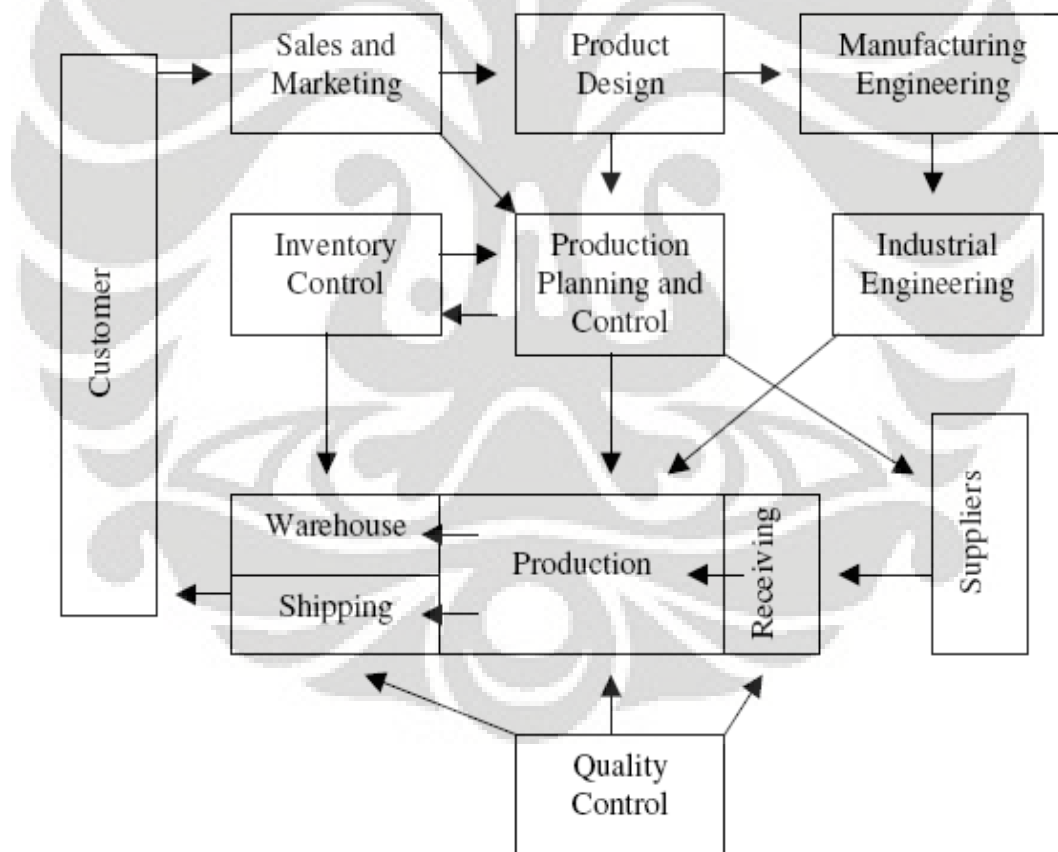 Sales and
Marketing
Product
Design
Manufacturing
Engineering
Customer
Inventory
Control
Production
Planning and
Control
Industrial
Engineering
Suppliers
Warehouse
Shipping
Production
Receiving
Quality
Control